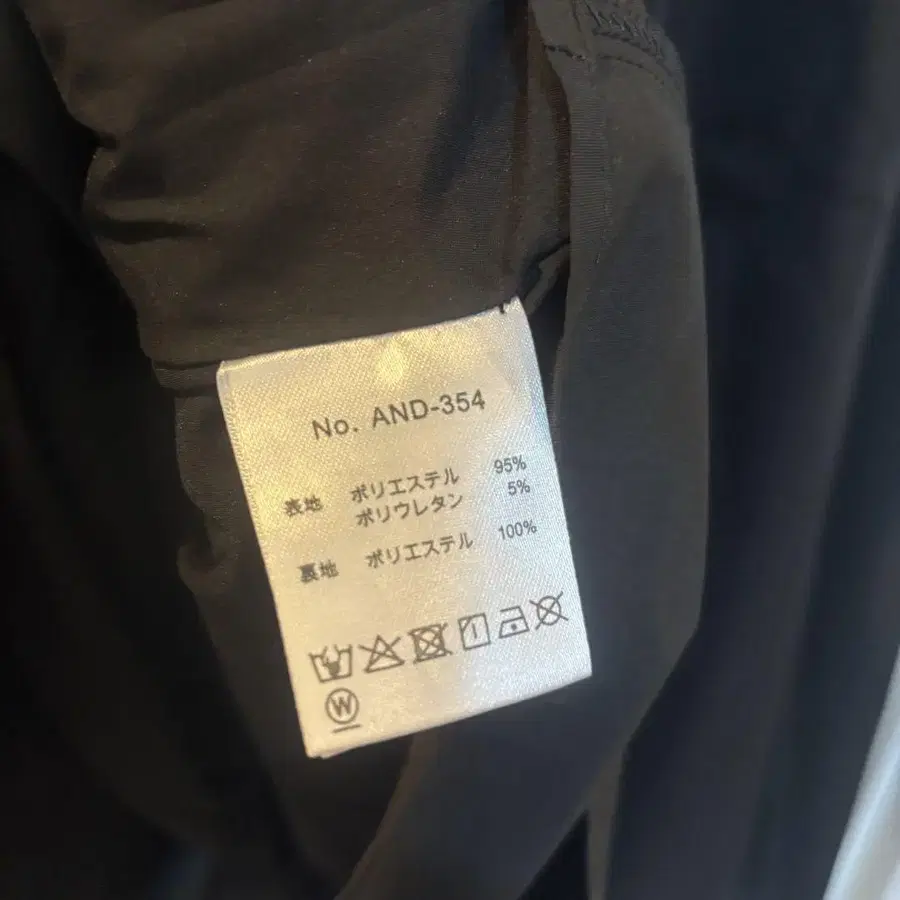 No. AND-354
表地 ポリエステル 95%
ポリウレタン 5%
裏地 ポリエステル 100%
W